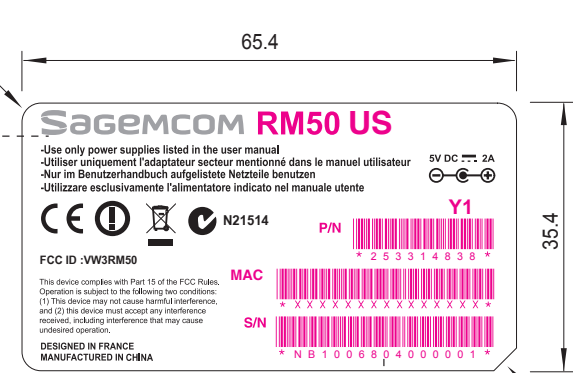 65.4
SAGEMCOM RM50 US
-Use only power supplies listed in the user manual
-Utiliser uniquement l'adaptateur secteur mentionné dans le manuel utilisateur
-Nur im Benutzerhandbuch aufgelistete Netzteile benutzen
-Utilizzare esclusivamente l'alimentatore indicato nel manuale utente
5V DC 2A
CE N21514
Y1
P/N
* 2 5 3 3 1 4 8 3 8 *
FCC ID :VW3RM50
MAC
* X X X X X X X X X X X X *
This device complies with Part 15 of the FCC Rules.
Operation is subject to the following two conditions:
(1) This device may not cause harmful interference,
and (2) this device must accept any interference
received, including interference that may cause
undesired operation.
S/N
* N B 1 0 0 6 8 0 4 0 0 0 0 0 1 *
DESIGNED IN FRANCE
MANUFACTURED IN CHINA
35.4